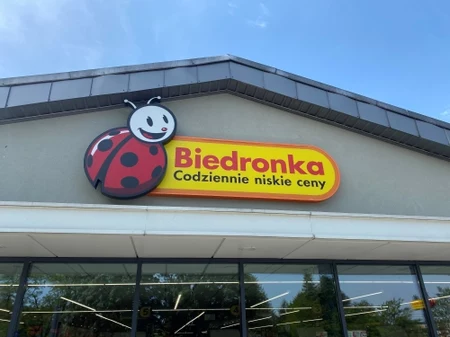 Biedronka
Codziennie niskie ceny